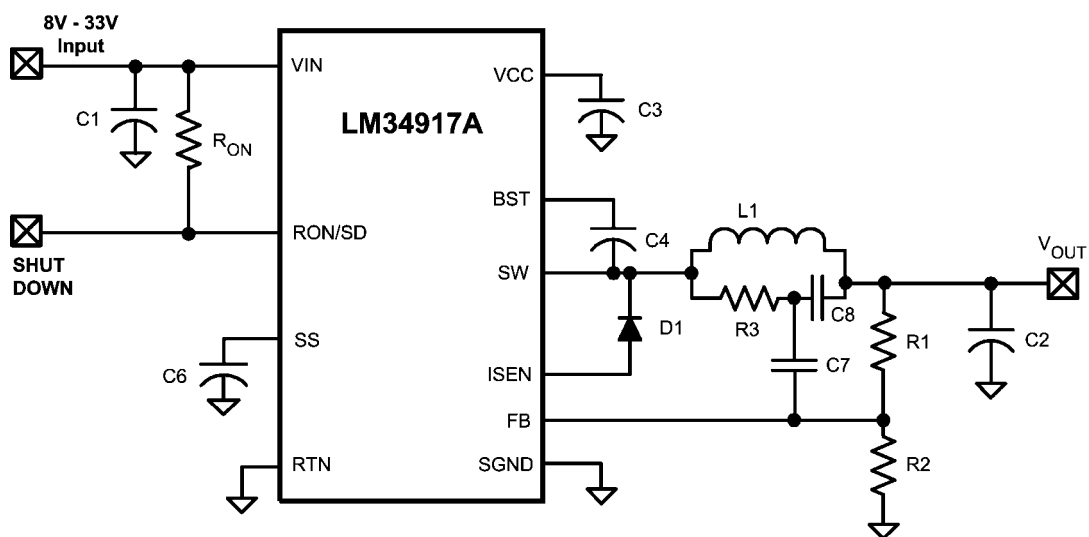 8V - 33V
Input
VIN
VCC
C3
C1
LM34917A
RON
BST
L1
C4
RON/SD
SW
VOUT
SHUT
DOWN
R3
C8
D1
R1
C2
SS
C7
C6
ISEN
FB
RTN
SGND
R2